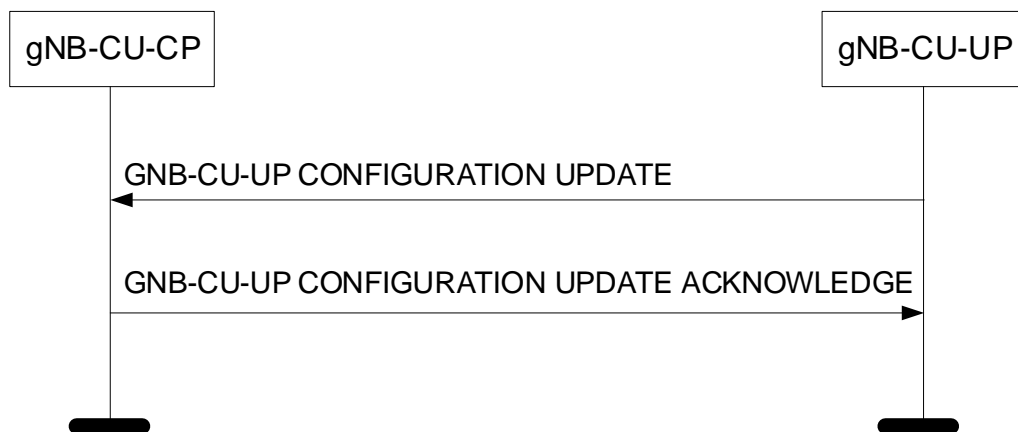 gNB-CU-CP
gNB-CU-UP
GNB-CU-UP CONFIGURATION UPDATE
GNB-CU-UP CONFIGURATION UPDATE ACKNOWLEDGE